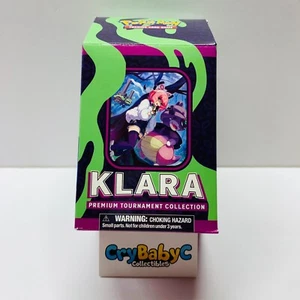 KLARA
PREMIUM TOURNAMENT COLLECTION
WARNING: CHOKING HAZARD
Small parts. Not for children under 3 years.
CryBabyC
Collectibles